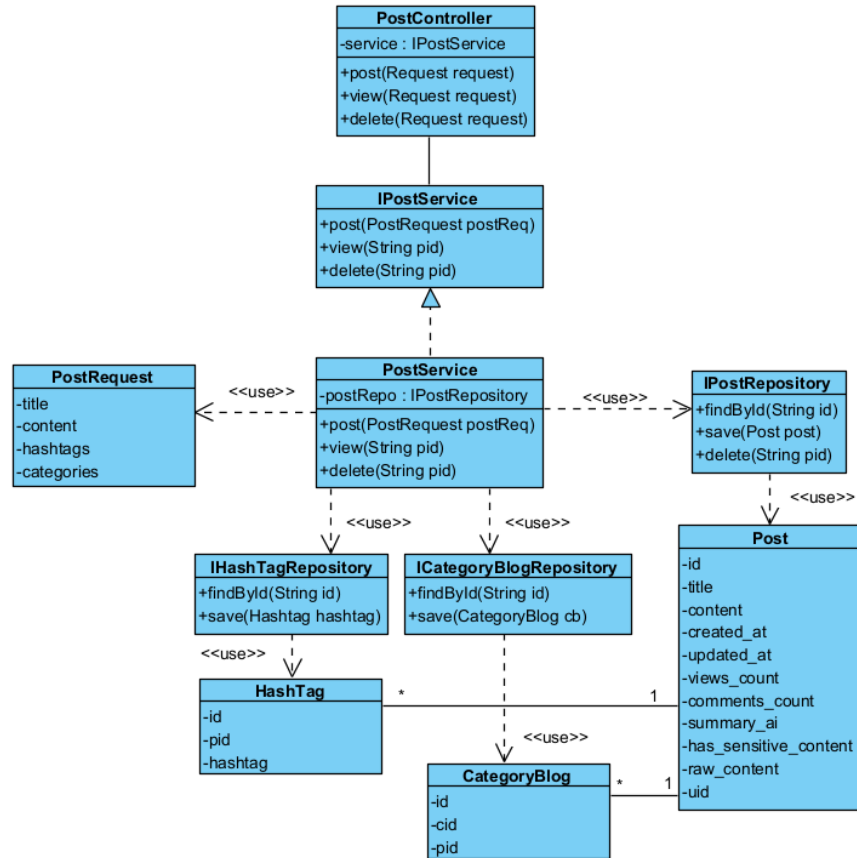 PostController
-service : IPostService
+post(Request request)
+view(Request request)
+delete(Request request)
IPostService
+post(PostRequest postReq)
+view(String pid)
+delete(String pid)
PostRequest
-title
-content
-hashtags
-categories
<<use>>
PostService
-postRepo : IPostRepository
+post(PostRequest postReq)
+view(String pid)
+delete(String pid)
<<use>>
IPostRepository
+findById(String id)
+save(Post post)
+delete(String pid)
<<use>>
<<use>>
<<use>>
IHashTagRepository
+findById(String id)
+save(Hashtag hashtag)
ICategoryBlogRepository
+findById(String id)
+save(CategoryBlog cb)
Post
-id
-title
-content
-created_at
-updated_at
-views_count
-comments_count
-summary_ai
-has_sensitive_content
-raw_content
-uid
<<use>>
HashTag
-id
-pid
-hashtag
*
1
<<use>>
CategoryBlog
-id
-cid
-pid
*
1